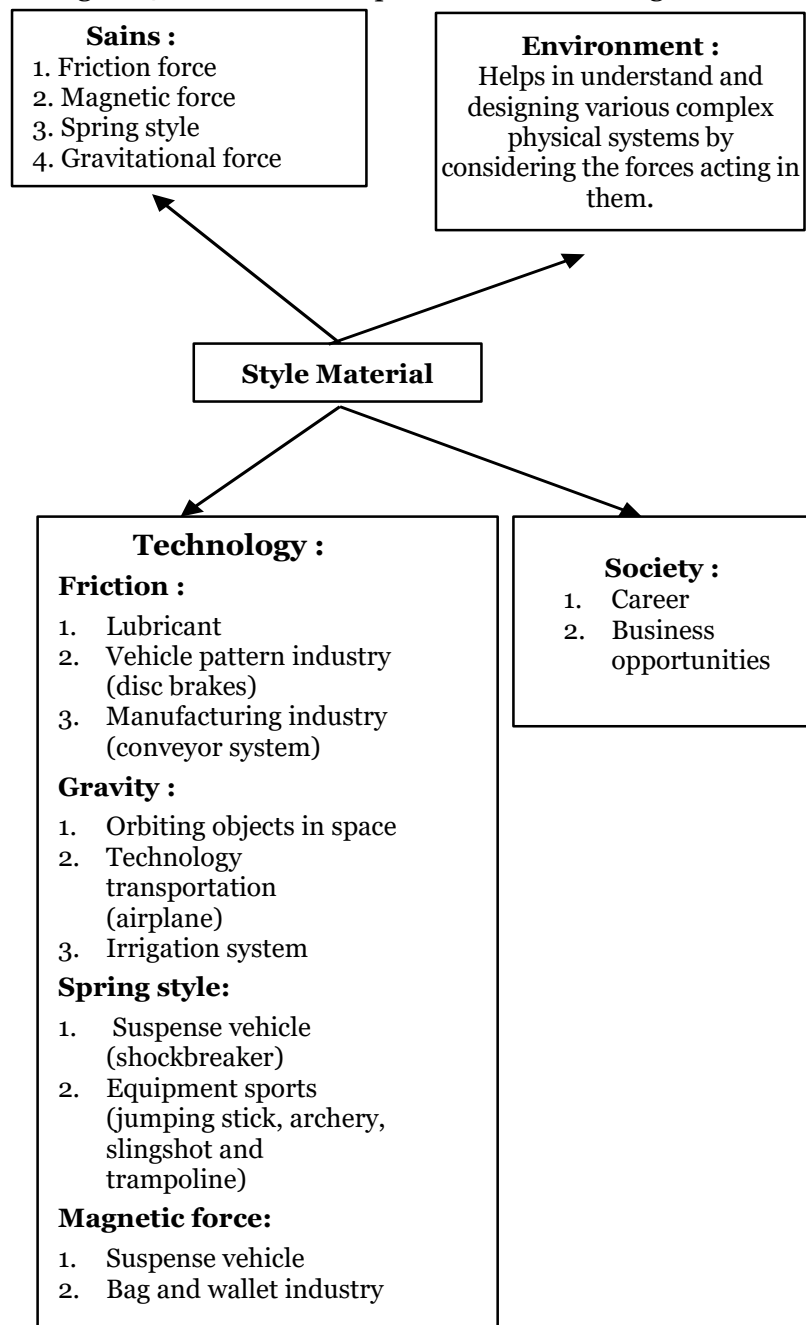 Sains :
1. Friction force
2. Magnetic force
3. Spring style
4. Gravitational force
Environment :
Helps in understand and
designing various complex
physical systems by
considering the forces acting in
them.
Style Material
Technology :
Friction :
1. Lubricant
2. Vehicle pattern industry
(disc brakes)
3. Manufacturing industry
(conveyor system)
Gravity :
1. Orbiting objects in space
2. Technology
transportation
(airplane)
3. Irrigation system
Spring style:
1. Suspense vehicle
(shockbreaker)
2. Equipment sports
(jumping stick, archery,
slingshot and
trampoline)
Magnetic force:
1. Suspense vehicle
2. Bag and wallet industry
Society :
1. Career
2. Business
opportunities